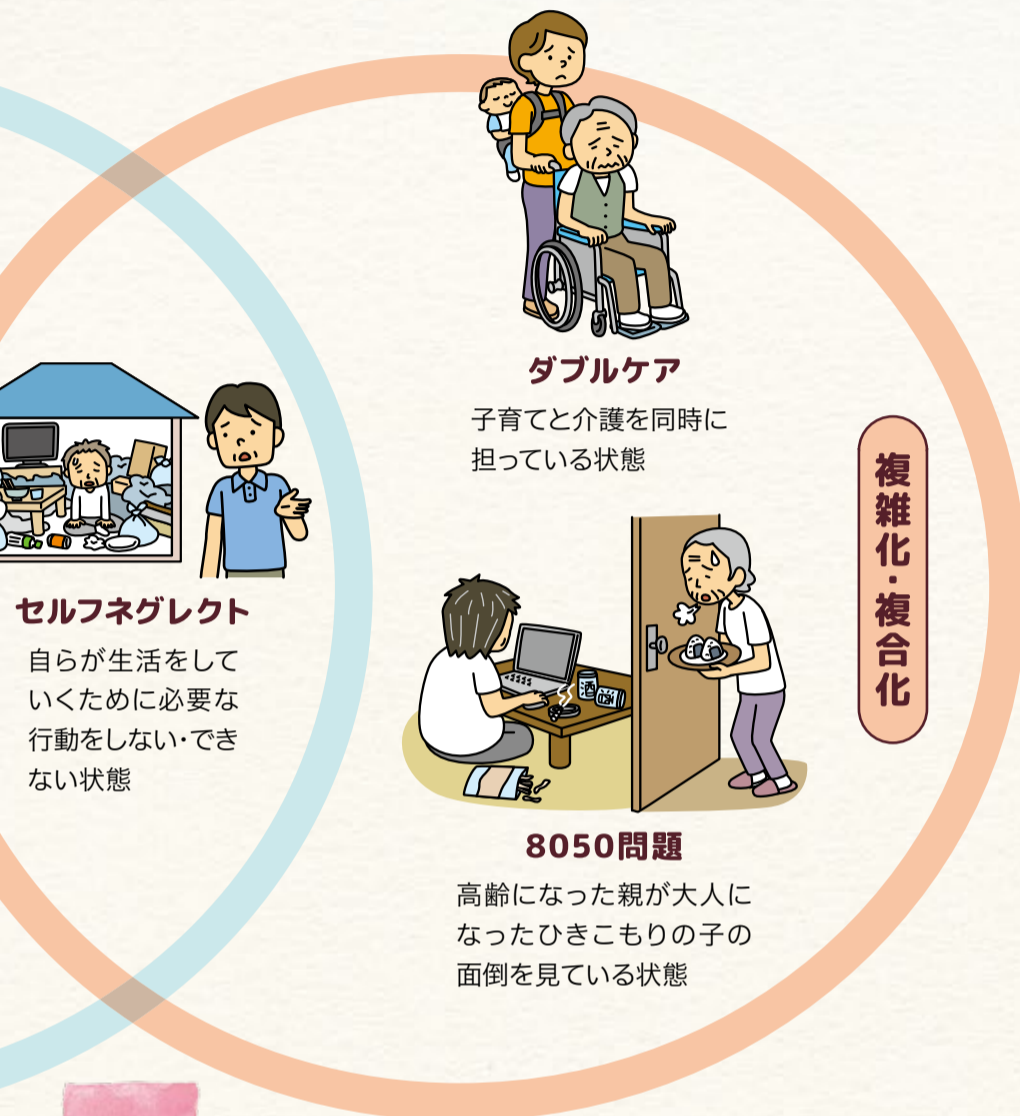 ダブルケア
子育てと介護を同時に
担っている状態
複雑化・複合化
セルフネグレクト
自らが生活をして
いくために必要な
行動をしない・でき
ない状態
酒
酒
8050問題
高齢になった親が大人に
なったひきこもりの子の
面倒を見ている状態